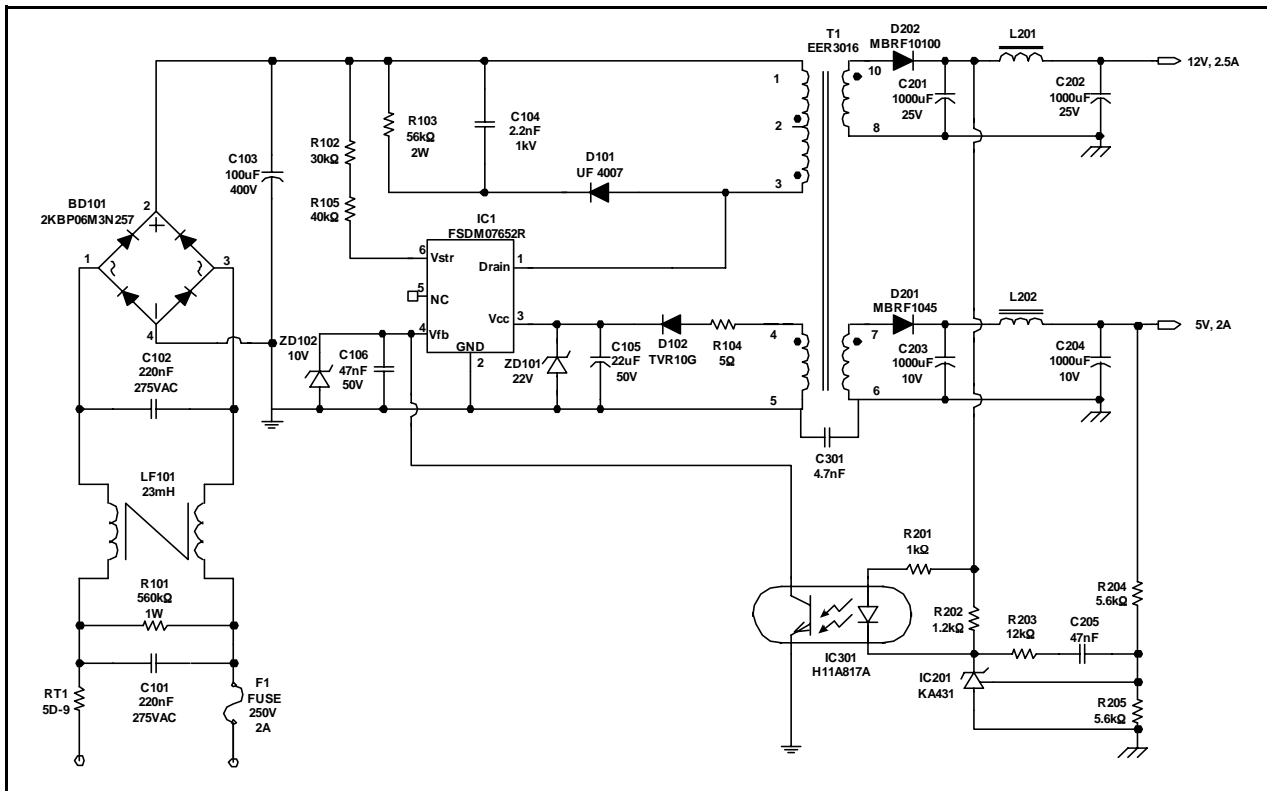 T1
EER3016
D202
MBRF10100
L201
12V, 2.5A
1
2
3
10
8
C201
1000uF
25V
C202
1000uF
25V
R103
56kΩ
2W
C104
2.2nF
1kV
R102
30kΩ
R105
40kΩ
C103
100uF
400V
D101
UF 4007
BD101
2KBP06M3N257
2
1
3
4
IC1
FSDM07652R
6
Vstr
Drain
1
5
NC
Vcc
3
4
Vfb
GND
2
ZD102
10V
C106
47nF
50V
ZD101
22V
C105
22uF
50V
D102
TVR10G
R104
5Ω
4
5
7
6
D201
MBRF1045
L202
5V, 2A
C203
1000uF
10V
C204
1000uF
10V
C301
4.7nF
C102
220nF
275VAC
LF101
23mH
R101
560kΩ
1W
C101
220nF
275VAC
RT1
5D-9
F1
FUSE
250V
2A
R201
1kΩ
R202
1.2kΩ
R203
12kΩ
C205
47nF
R204
5.6kΩ
R205
5.6kΩ
IC301
H11A817A
IC201
KA431